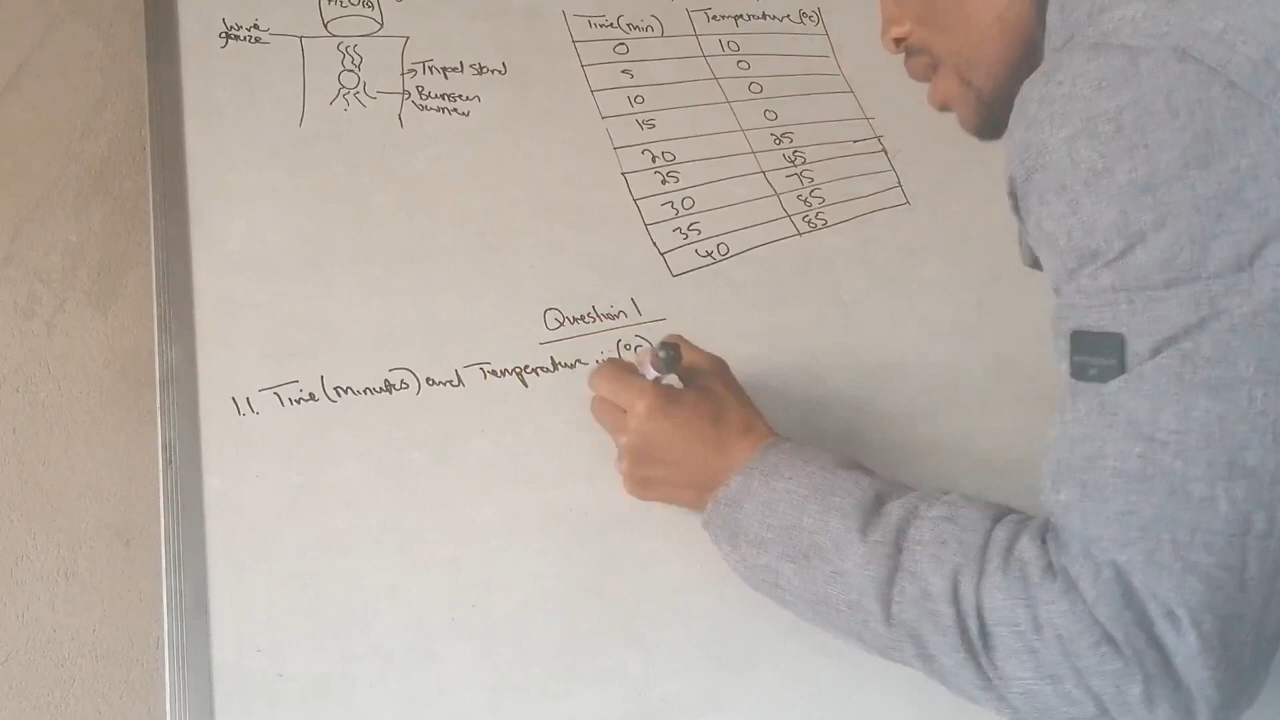 H₂O(s)
Wire
gauze
Tripod stand
Bunsen
burner
Time(min) Temperature(°c)
0 10
5 0
10 0
15 0
20 25
25 45
30 75
35 85
40 85
Question 1
1.1. Time(minutes) and Temperature in(°c)